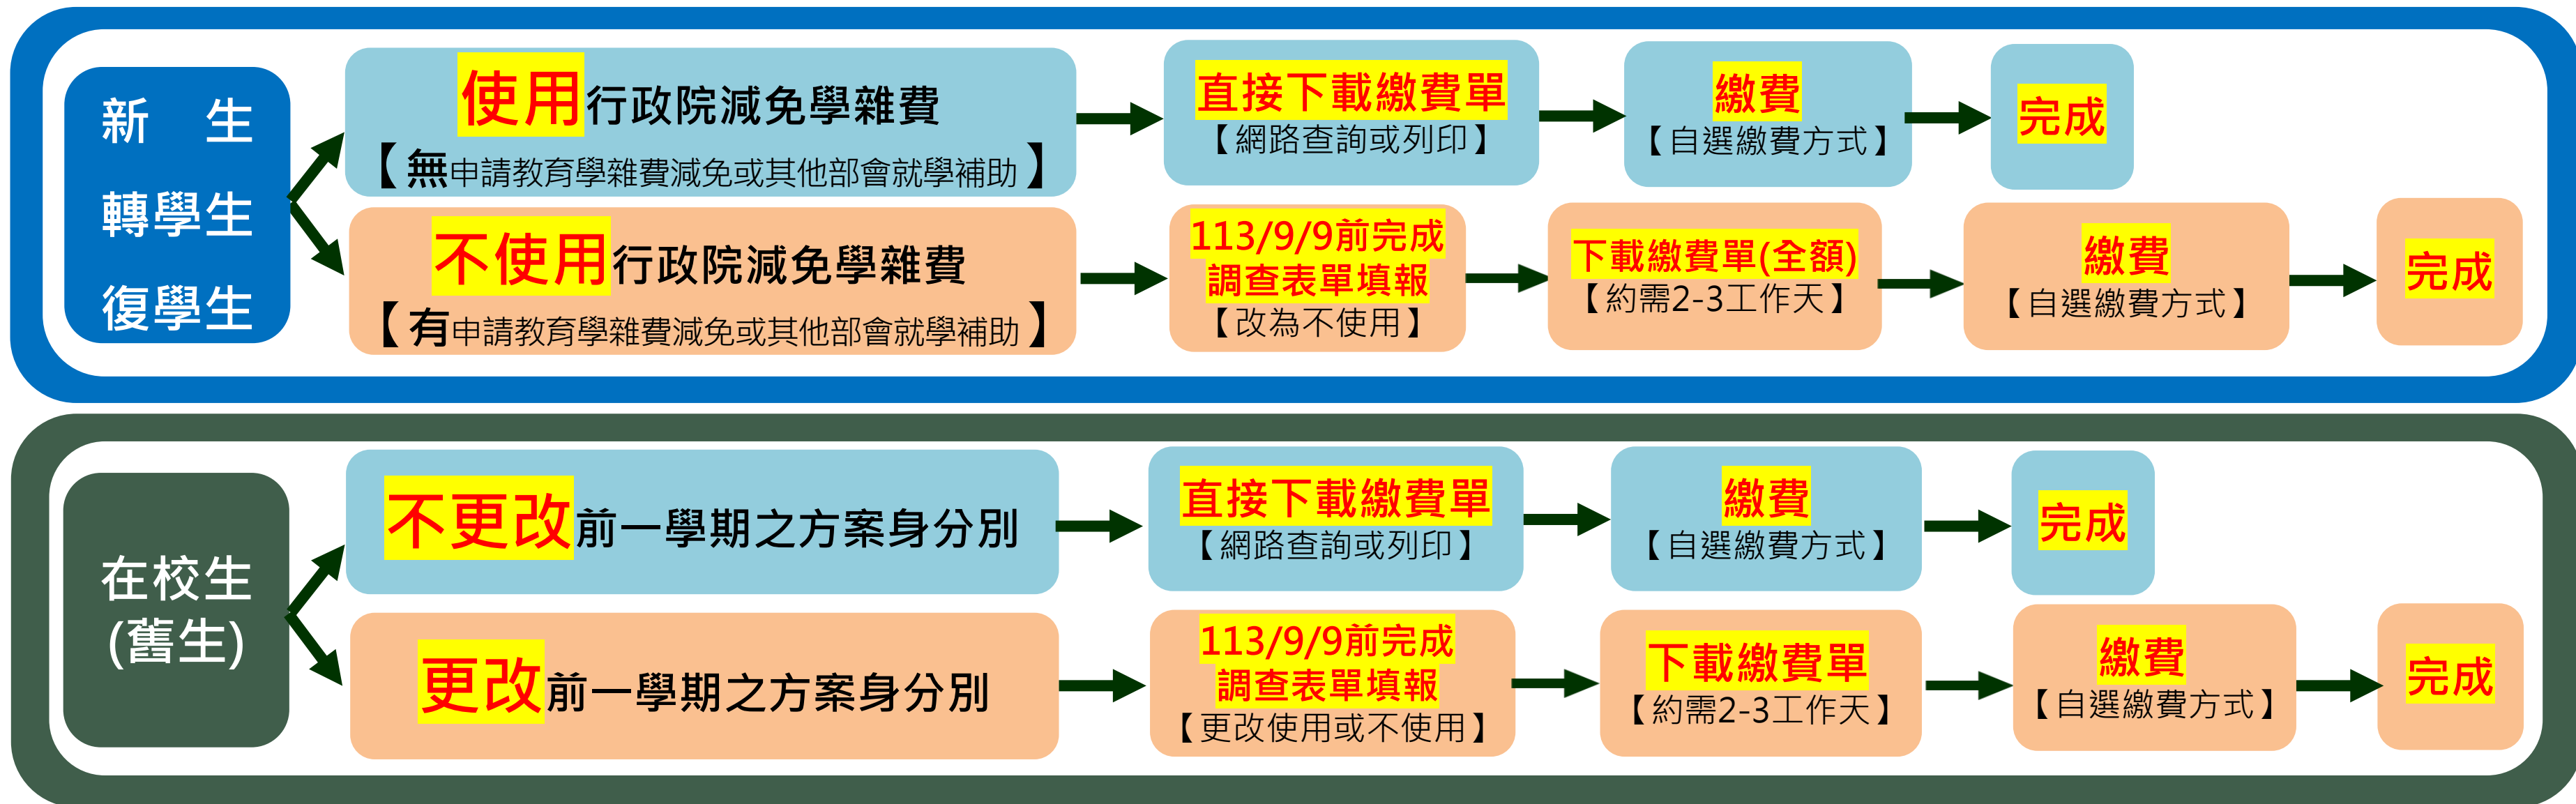 新　生
轉學生
復學生
使用行政院減免學雜費
【無申請教育學雜費減免或其他部會就學補助】
直接下載繳費單
【網路查詢或列印】
繳費
【自選繳費方式】
完成
不使用行政院減免學雜費
【有申請教育學雜費減免或其他部會就學補助】
113/9/9前完成
調查表單填報
【改為不使用】
下載繳費單(全額)
【約需2-3工作天】
繳費
【自選繳費方式】
完成
在校生
(舊生)
不更改前一學期之方案身分別
直接下載繳費單
【網路查詢或列印】
繳費
【自選繳費方式】
完成
更改前一學期之方案身分別
113/9/9前完成
調查表單填報
【更改使用或不使用】
下載繳費單
【約需2-3工作天】
繳費
【自選繳費方式】
完成